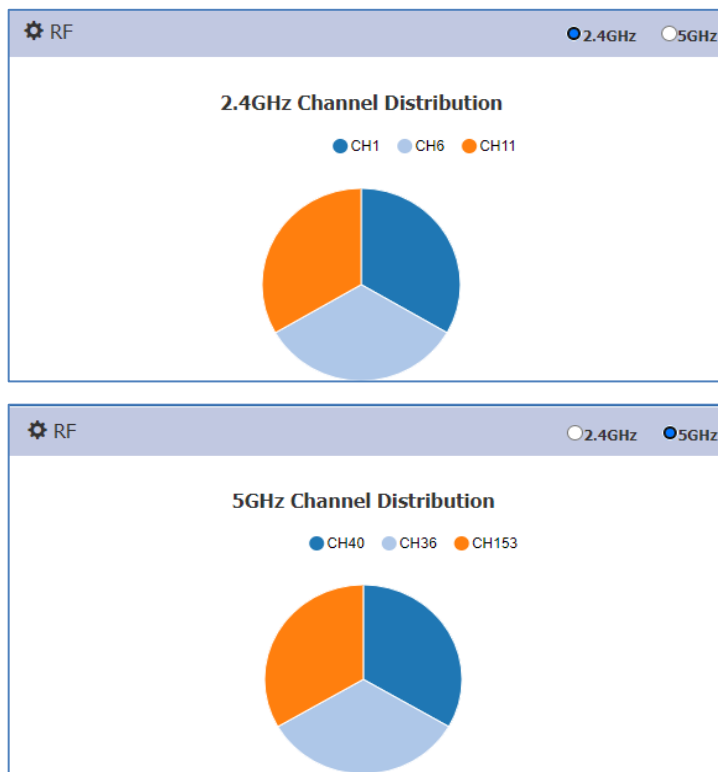 RF 2.4GHz 5GHz
2.4GHz Channel Distribution
CH1 CH6 CH11
RF 2.4GHz 5GHz
5GHz Channel Distribution
CH40 CH36 CH153